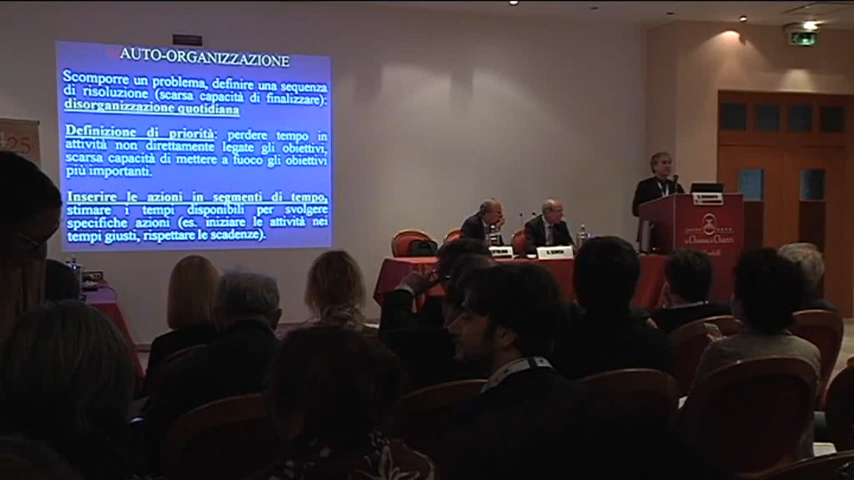 AUTO-ORGANIZZAZIONE
Scomporre un problema, definire una sequenza
di risoluzione (scarsa capacità di finalizzare):
disorganizzazione quotidiana
Definizione di priorità: perdere tempo in
attività non direttamente legate gli obiettivi,
scarsa capacità di mettere a fuoco gli obiettivi
più importanti.
Inserire le azioni in segmenti di tempo,
stimare i tempi disponibili per svolgere
specifiche azioni (es. iniziare le attività nei
tempi giusti, rispettare le scadenze).
25